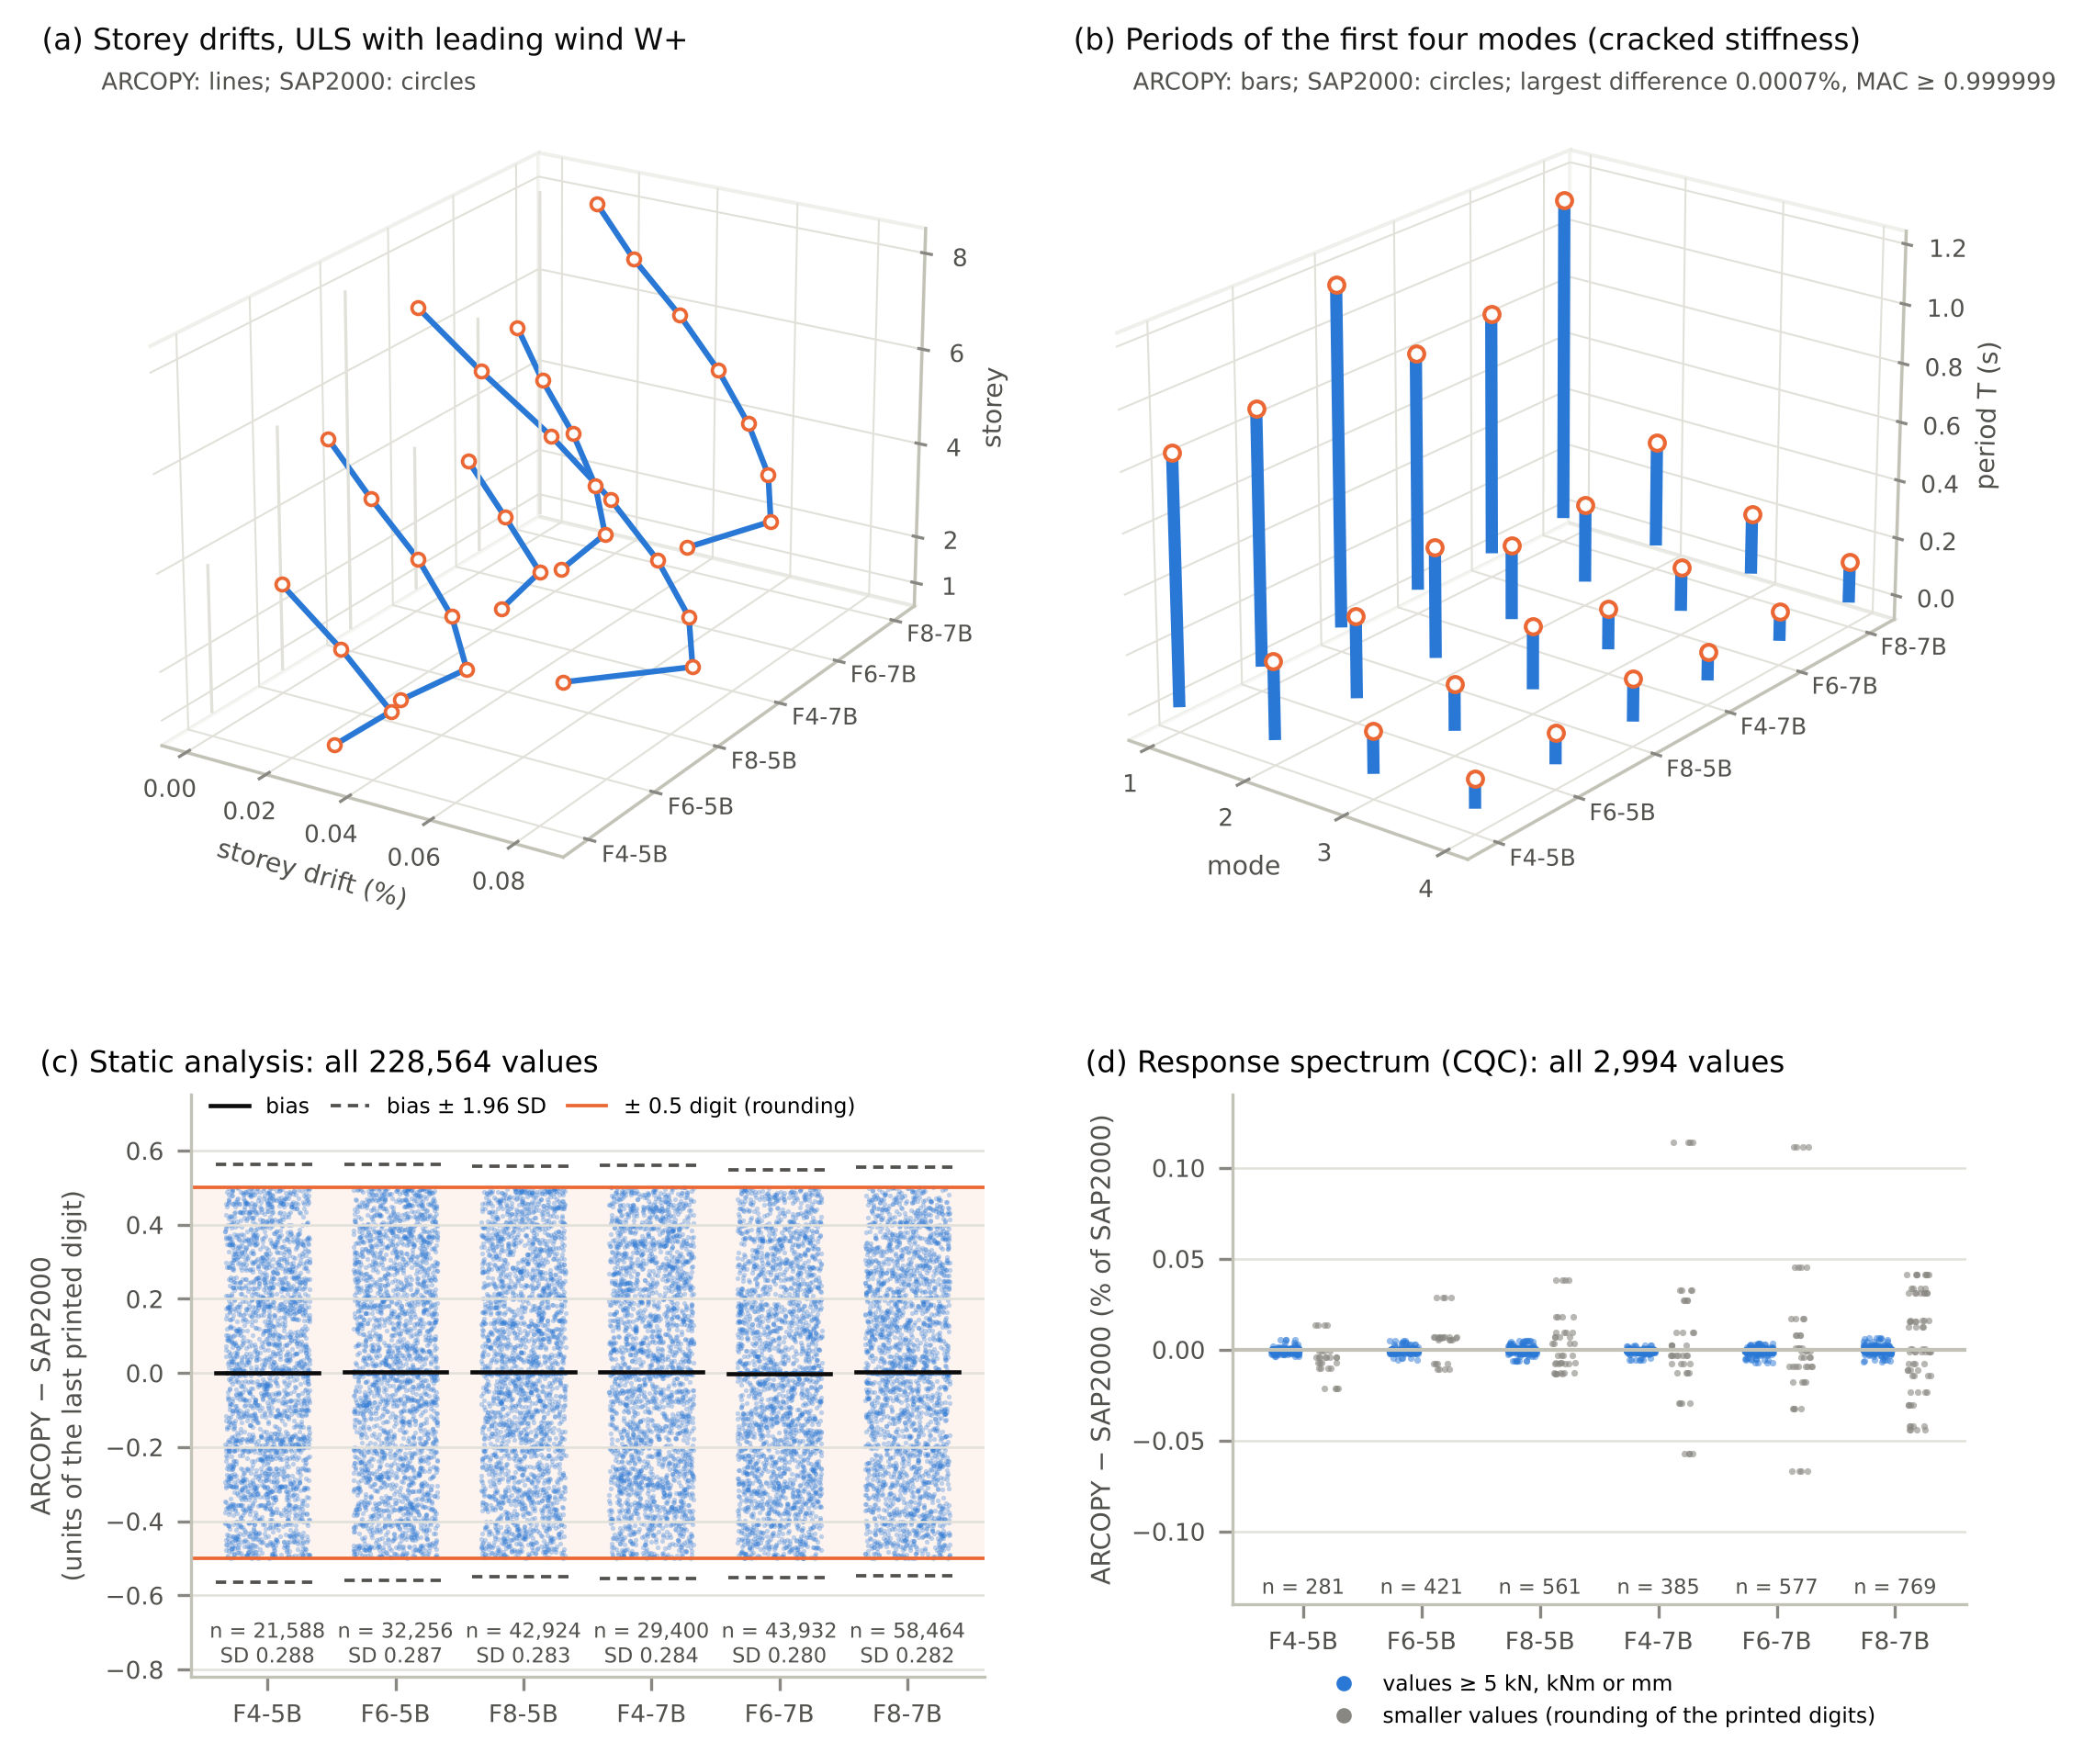 (a) Storey drifts, ULS with leading wind W+
ARCOPY: lines; SAP2000: circles
8
6
4
2
1
storey
F8-7B
F6-7B
F4-7B
F8-5B
F6-5B
F4-5B
0.00
0.02
0.04
0.06
0.08
storey drift (%)
(b) Periods of the first four modes (cracked stiffness)
ARCOPY: bars; SAP2000: circles; largest difference 0.0007%, MAC ≥ 0.999999
1.2
1.0
0.8
0.6
0.4
0.2
0.0
period T (s)
F8-7B
F6-7B
F4-7B
F8-5B
F6-5B
F4-5B
1
2
3
4
mode
(c) Static analysis: all 228,564 values
bias
bias ± 1.96 SD
± 0.5 digit (rounding)
0.6
0.4
0.2
0.0
−0.2
−0.4
−0.6
−0.8
ARCOPY − SAP2000
(units of the last printed digit)
n = 21,588 n = 32,256 n = 42,924 n = 29,400 n = 43,932 n = 58,464
SD 0.288 SD 0.287 SD 0.283 SD 0.284 SD 0.280 SD 0.282
F4-5B F6-5B F8-5B F4-7B F6-7B F8-7B
(d) Response spectrum (CQC): all 2,994 values
0.10
0.05
0.00
−0.05
−0.10
ARCOPY − SAP2000 (% of SAP2000)
n = 281 n = 421 n = 561 n = 385 n = 577 n = 769
F4-5B F6-5B F8-5B F4-7B F6-7B F8-7B
values ≥ 5 kN, kNm or mm
smaller values (rounding of the printed digits)